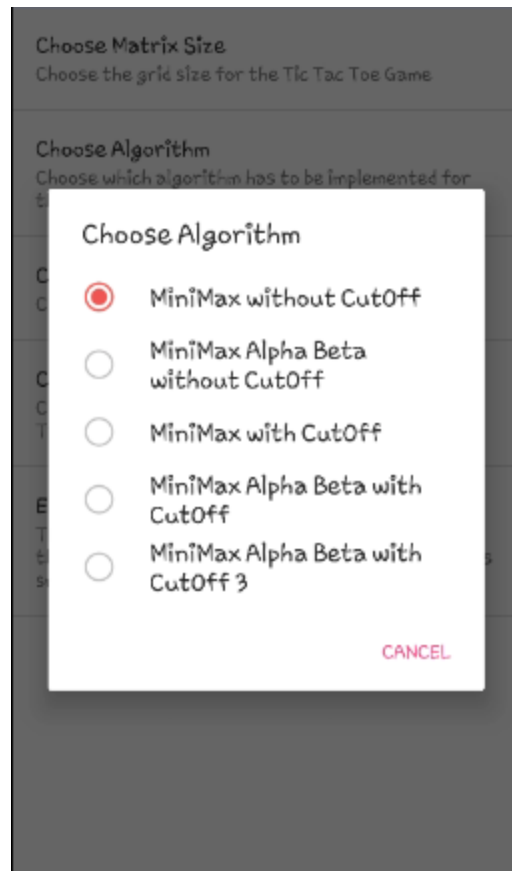 Choose Matrix Size
Choose the grid size for the Tic Tac Toe Game
Choose Algorithm
Choose which algorithm has to be implemented for
Choose Algorithm
MiniMax without CutOff
MiniMax Alpha Beta
without CutOff
MiniMax with CutOff
MiniMax Alpha Beta with
CutOff
MiniMax Alpha Beta with
CutOff 3
CANCEL